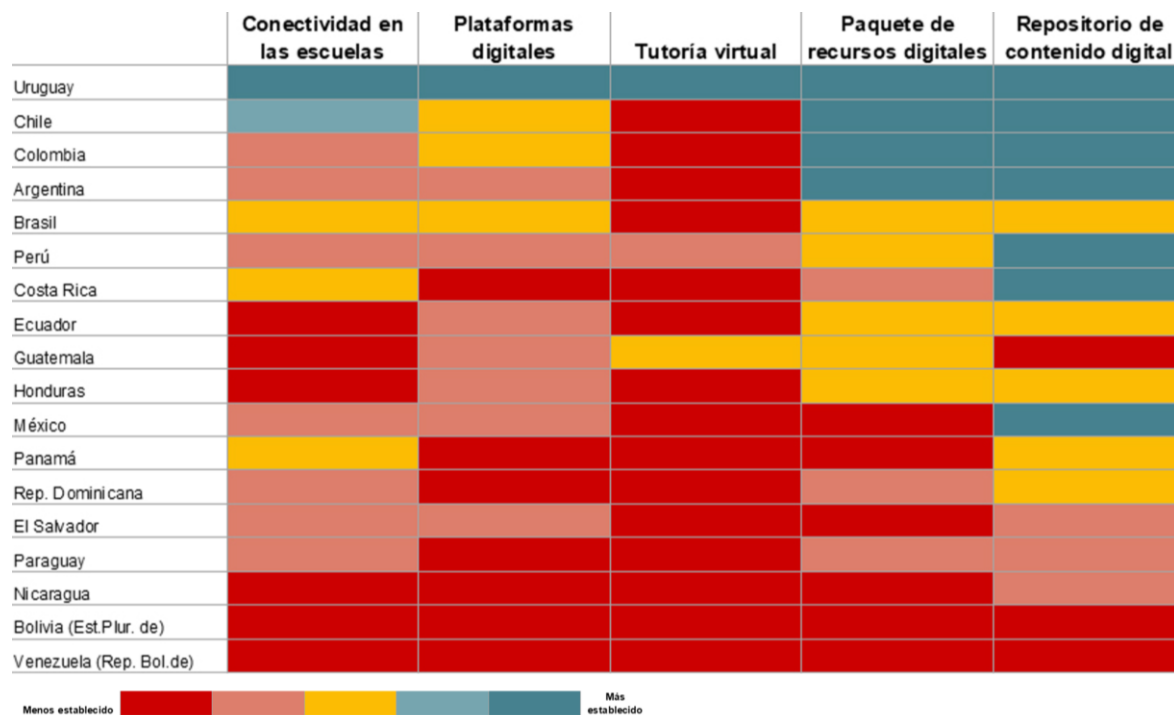 Conectividad en las escuelas
Plataformas digitales
Tutoría virtual
Paquete de recursos digitales
Repositorio de contenido digital
Uruguay
Chile
Colombia
Argentina
Brasil
Perú
Costa Rica
Ecuador
Guatemala
Honduras
México
Panamá
Rep. Dominicana
El Salvador
Paraguay
Nicaragua
Bolivia (Est.Plur. de)
Venezuela (Rep. Bol.de)
Menos establecido
Más establecido